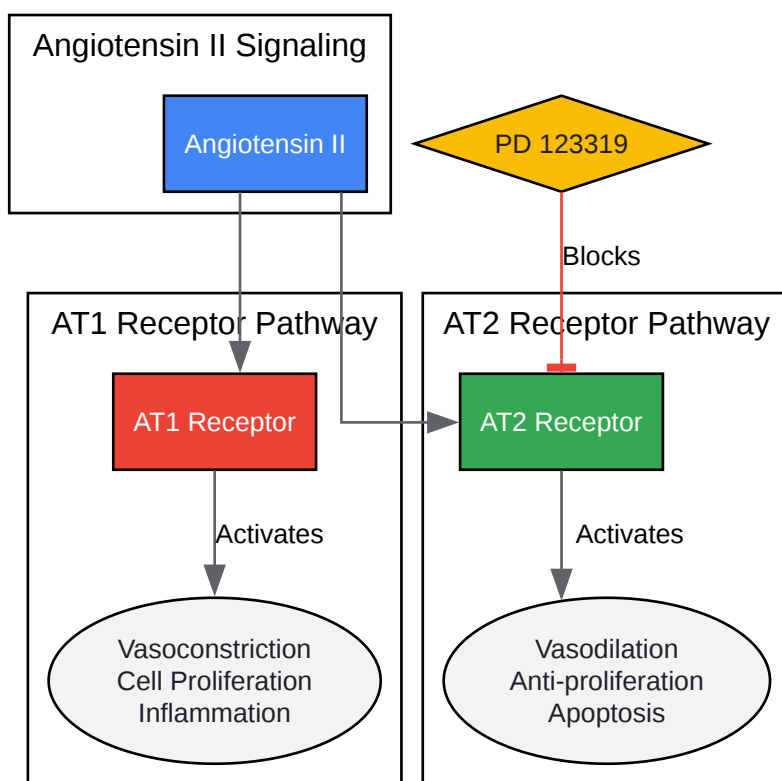 Angiotensin II Signaling
Angiotensin II
PD 123319
Blocks
AT1 Receptor Pathway
AT2 Receptor Pathway
AT1 Receptor
AT2 Receptor
Activates
Activates
Vasoconstriction
Cell Proliferation
Inflammation
Vasodilation
Anti-proliferation
Apoptosis